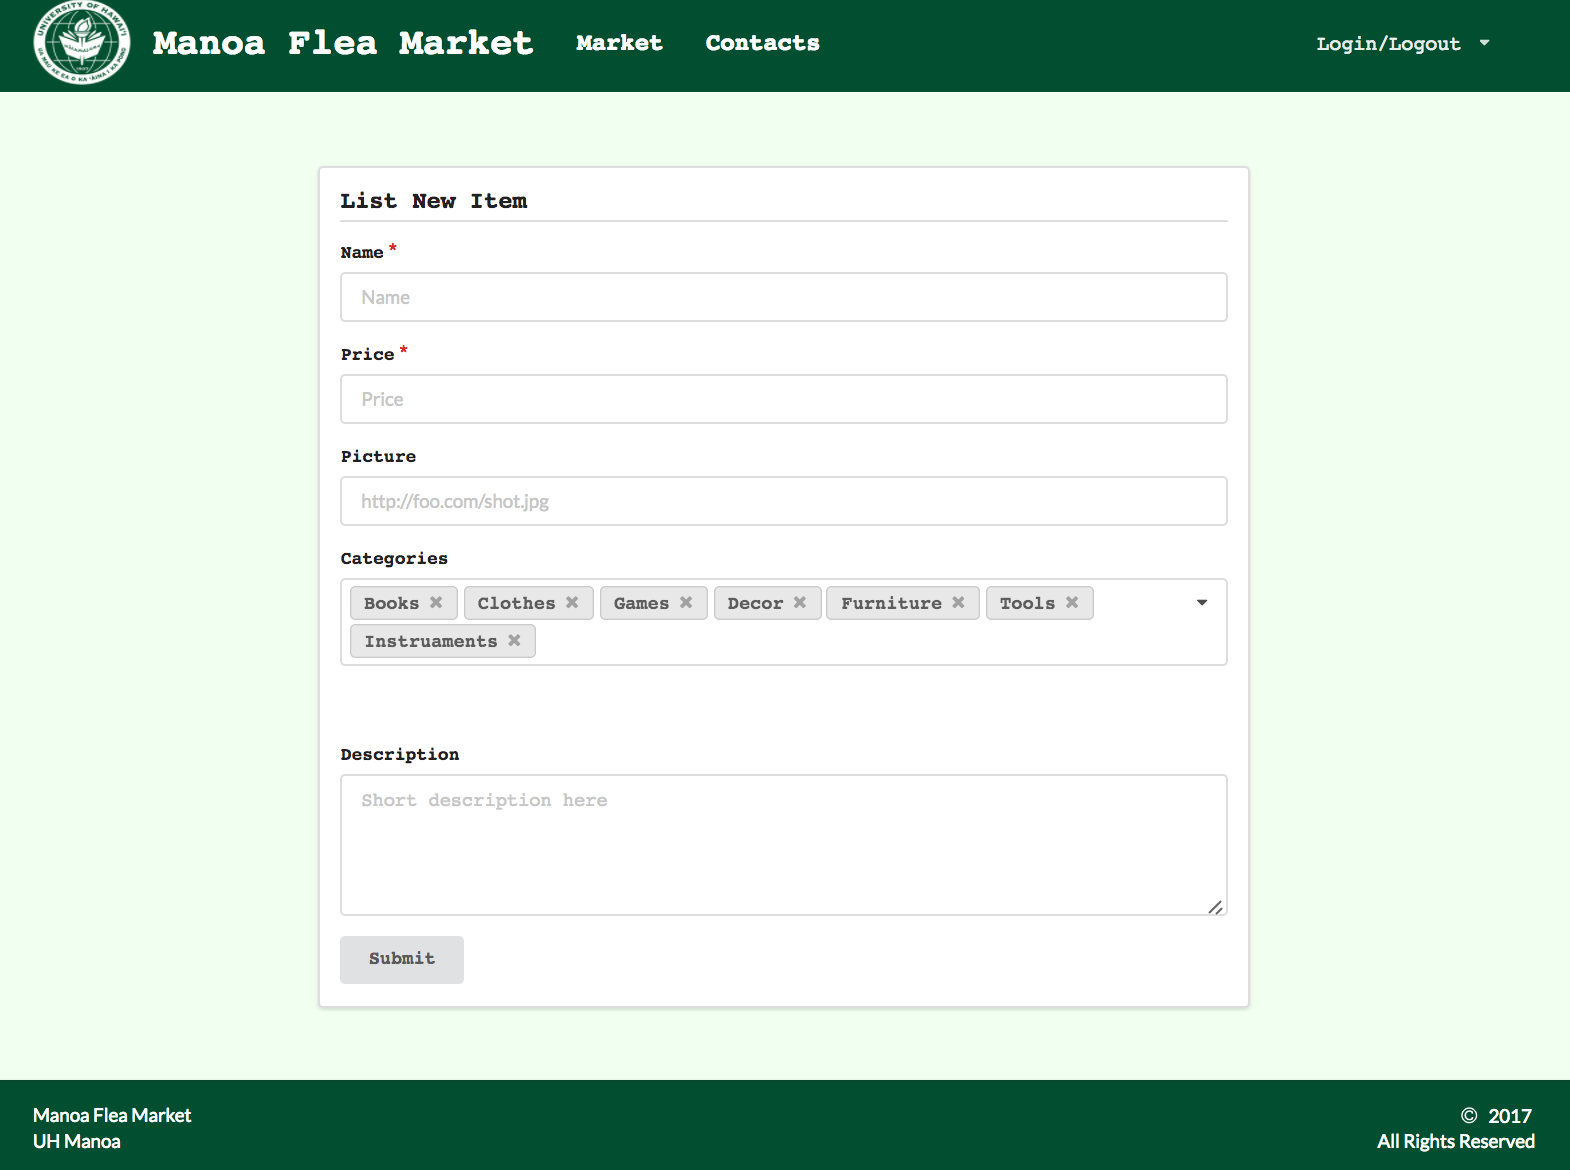 UNIVERSITY OF HAWAI'I
Manoa Flea Market Market Contacts Login/Logout
List New Item
Name *
Name
Price *
Price
Picture
http://foo.com/shot.jpg
Categories
Books ✖ Clothes ✖ Games ✖ Decor ✖ Furniture ✖ Tools ✖
Instruaments ✖
Description
Short description here
Submit
Manoa Flea Market © 2017
UH Manoa All Rights Reserved